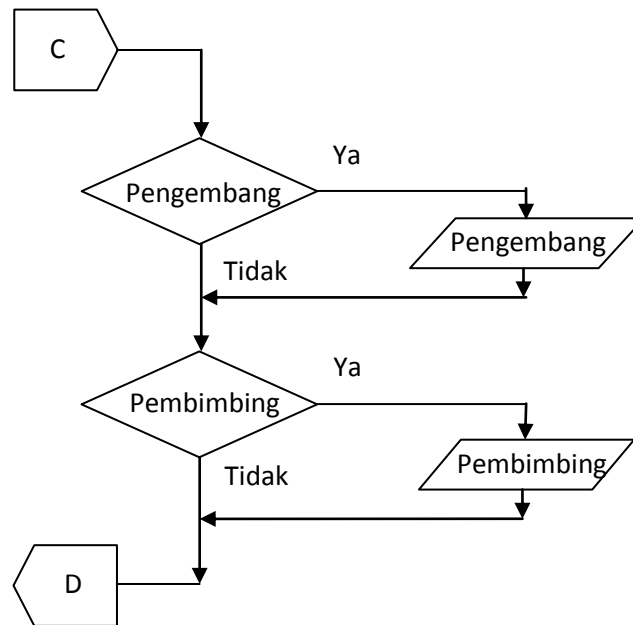 C
Ya
Pengembang
Pengembang
Tidak
Ya
Pembimbing
Pembimbing
Tidak
D